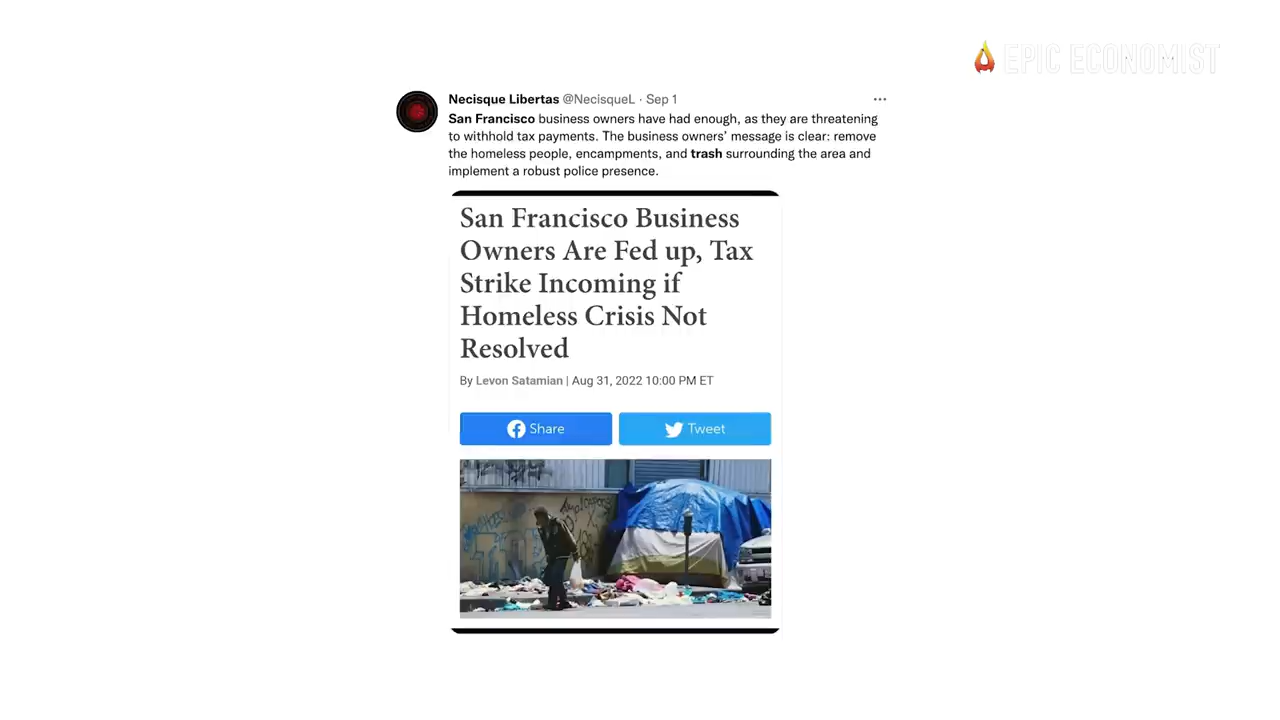 EPIC ECONOMIST
Necisque Libertas @NecisqueL · Sep 1
San Francisco business owners have had enough, as they are threatening
to withhold tax payments. The business owners’ message is clear: remove
the homeless people, encampments, and trash surrounding the area and
implement a robust police presence.
San Francisco Business
Owners Are Fed up, Tax
Strike Incoming if
Homeless Crisis Not
Resolved
By Levon Satamian | Aug 31, 2022 10:00 PM ET
Share
Tweet